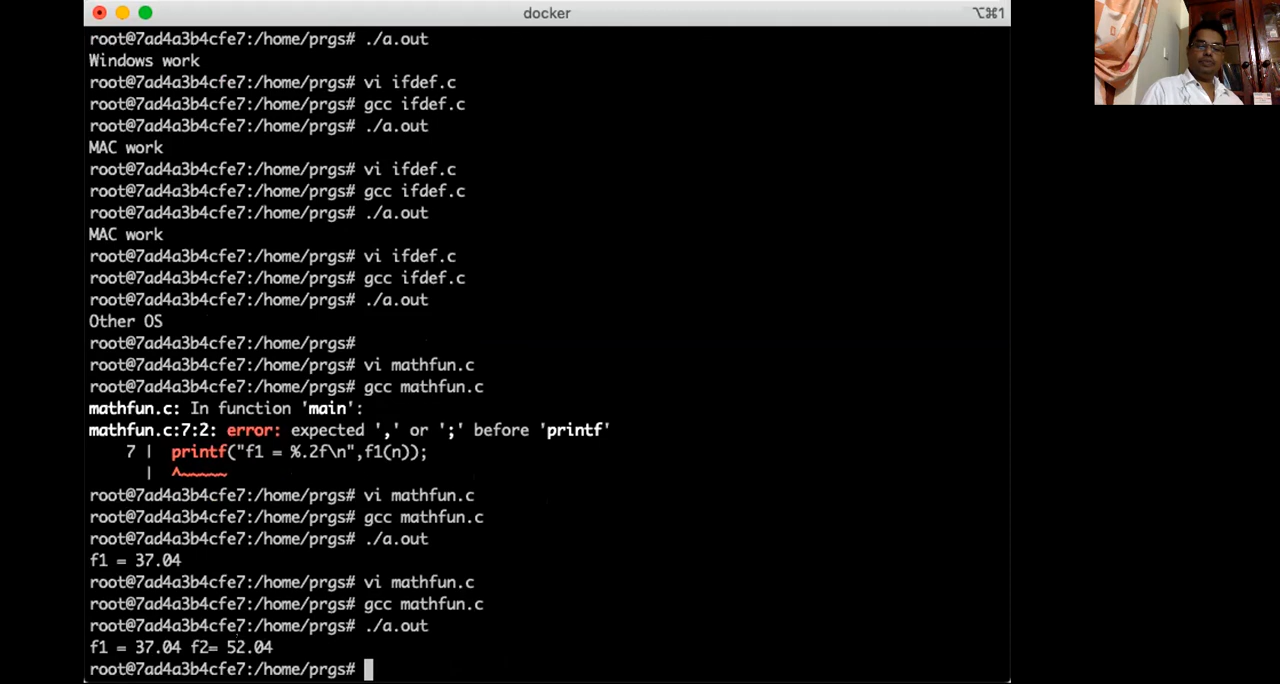 docker
⌥⌘1
root@7ad4a3b4cfe7:/home/prgs# ./a.out
Windows work
root@7ad4a3b4cfe7:/home/prgs# vi ifdef.c
root@7ad4a3b4cfe7:/home/prgs# gcc ifdef.c
root@7ad4a3b4cfe7:/home/prgs# ./a.out
MAC work
root@7ad4a3b4cfe7:/home/prgs# vi ifdef.c
root@7ad4a3b4cfe7:/home/prgs# gcc ifdef.c
root@7ad4a3b4cfe7:/home/prgs# ./a.out
MAC work
root@7ad4a3b4cfe7:/home/prgs# vi ifdef.c
root@7ad4a3b4cfe7:/home/prgs# gcc ifdef.c
root@7ad4a3b4cfe7:/home/prgs# ./a.out
Other OS
root@7ad4a3b4cfe7:/home/prgs#
root@7ad4a3b4cfe7:/home/prgs# vi mathfun.c
root@7ad4a3b4cfe7:/home/prgs# gcc mathfun.c
mathfun.c: In function 'main':
mathfun.c:7:2: error: expected ',' or ';' before 'printf'
7 | printf("f1 = %.2f\n",f1(n));
| ^~~~~~
root@7ad4a3b4cfe7:/home/prgs# vi mathfun.c
root@7ad4a3b4cfe7:/home/prgs# gcc mathfun.c
root@7ad4a3b4cfe7:/home/prgs# ./a.out
f1 = 37.04
root@7ad4a3b4cfe7:/home/prgs# vi mathfun.c
root@7ad4a3b4cfe7:/home/prgs# gcc mathfun.c
root@7ad4a3b4cfe7:/home/prgs# ./a.out
f1 = 37.04 f2= 52.04
root@7ad4a3b4cfe7:/home/prgs#